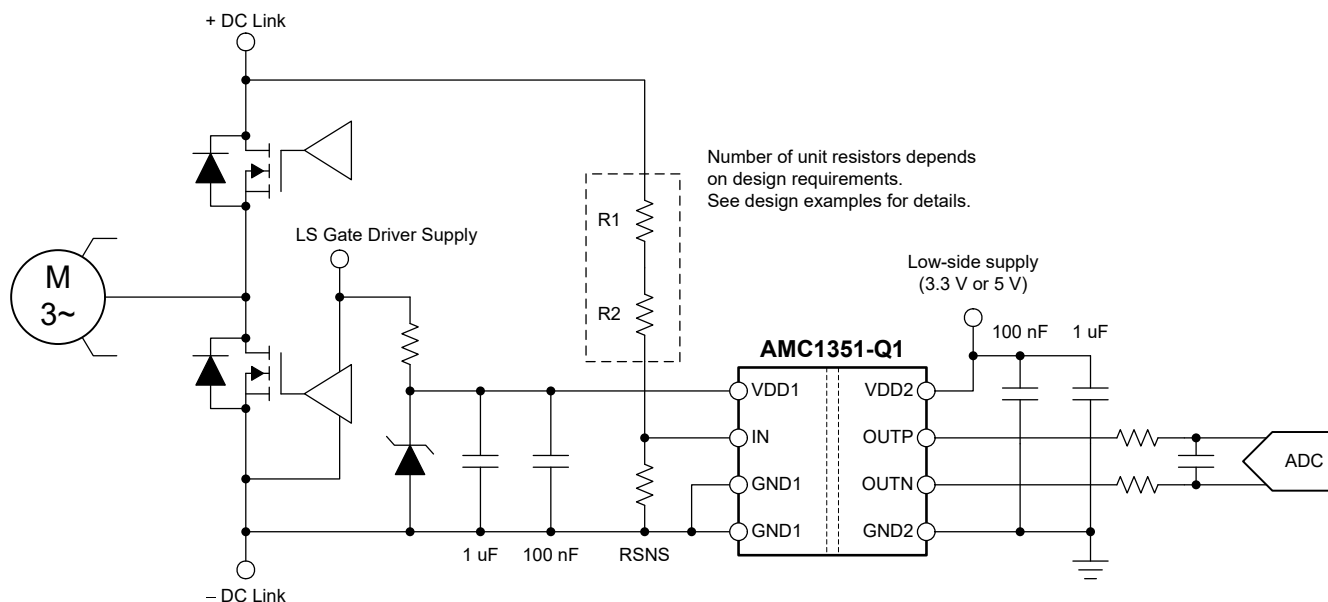 + DC Link
Number of unit resistors depends
on design requirements.
See design examples for details.
R1
R2
LS Gate Driver Supply
M
3~
Low-side supply
(3.3 V or 5 V)
100 nF
1 uF
AMC1351-Q1
VDD1
VDD2
IN
OUTP
GND1
OUTN
GND1
GND2
ADC
1 uF
100 nF
RSNS
– DC Link